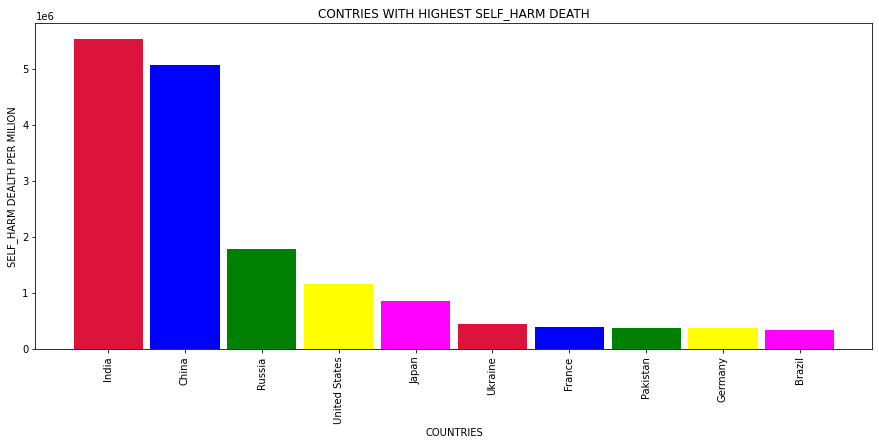 CONTRIES WITH HIGHEST SELF_HARM DEATH
1e6
5
4
3
2
1
0
SELF_HARM DEALTH PER MILION
India
China
Russia
United States
Japan
Ukraine
France
Pakistan
Germany
Brazil
COUNTRIES